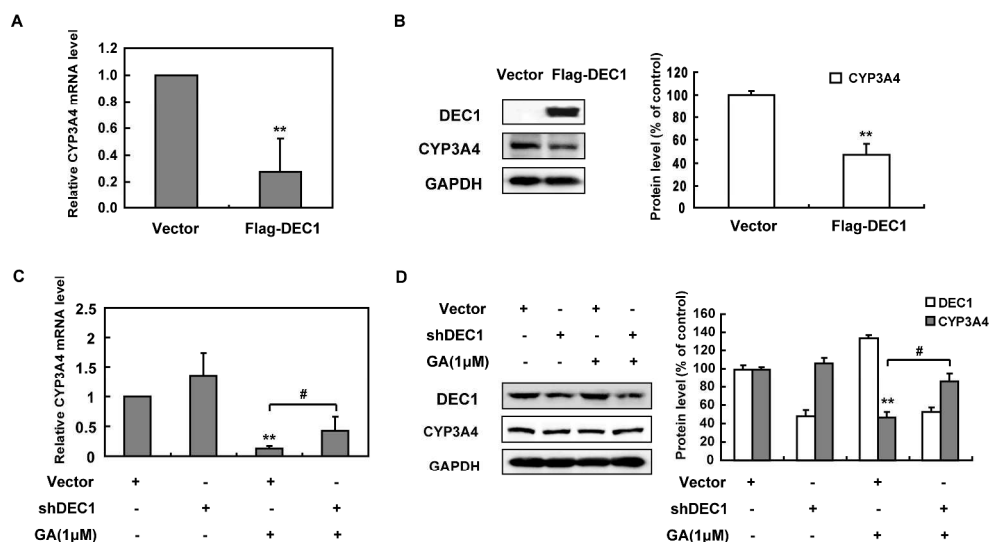 A
Relative CYP3A4 mRNA level
1.2
1.0
0.8
0.6
0.4
0.2
0.0
**
Vector Flag-DEC1
B
Vector Flag-DEC1
DEC1
CYP3A4
GAPDH
Protein level (% of control)
120
100
80
60
40
20
0
CYP3A4
**
Vector Flag-DEC1
C
Relative CYP3A4 mRNA level
2.5
2
1.5
1
0.5
0
**
#
Vector + - + -
shDEC1 - + - +
GA(1μM) - - + +
D
Vector + - + -
shDEC1 - + - +
GA(1μM) - - + +
DEC1
CYP3A4
GAPDH
Protein level (% of control)
160
140
120
100
80
60
40
20
0
DEC1
CYP3A4
**
#
Vector + - + -
shDEC1 - + - +
GA(1μM) - - + +